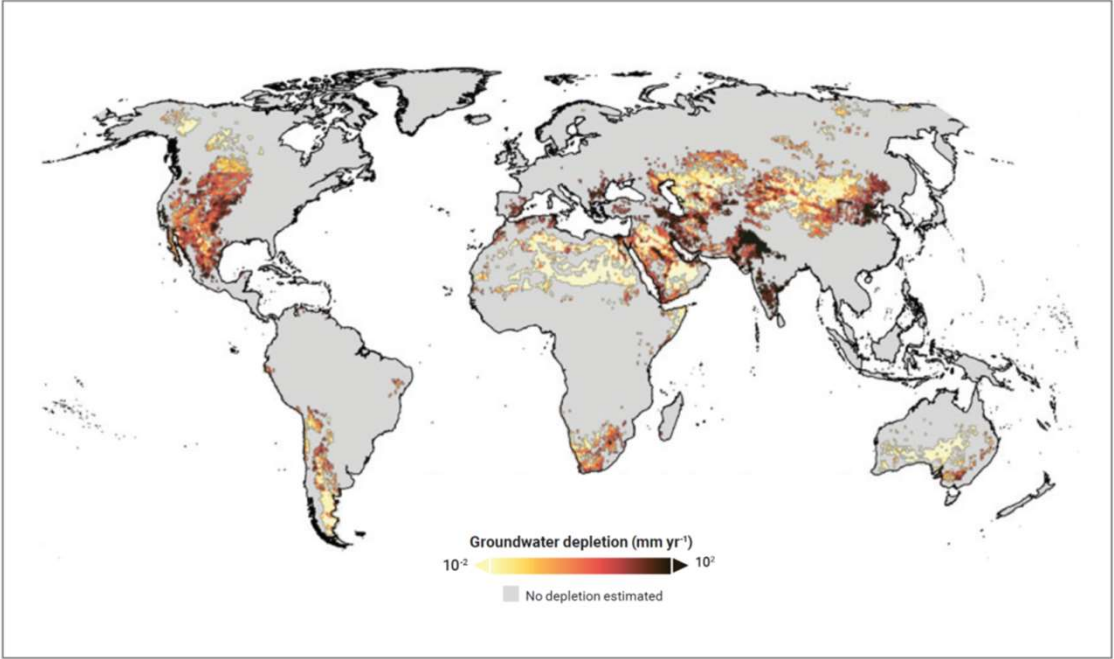 Groundwater depletion (mm yr⁻¹)
10⁻² 10²
No depletion estimated